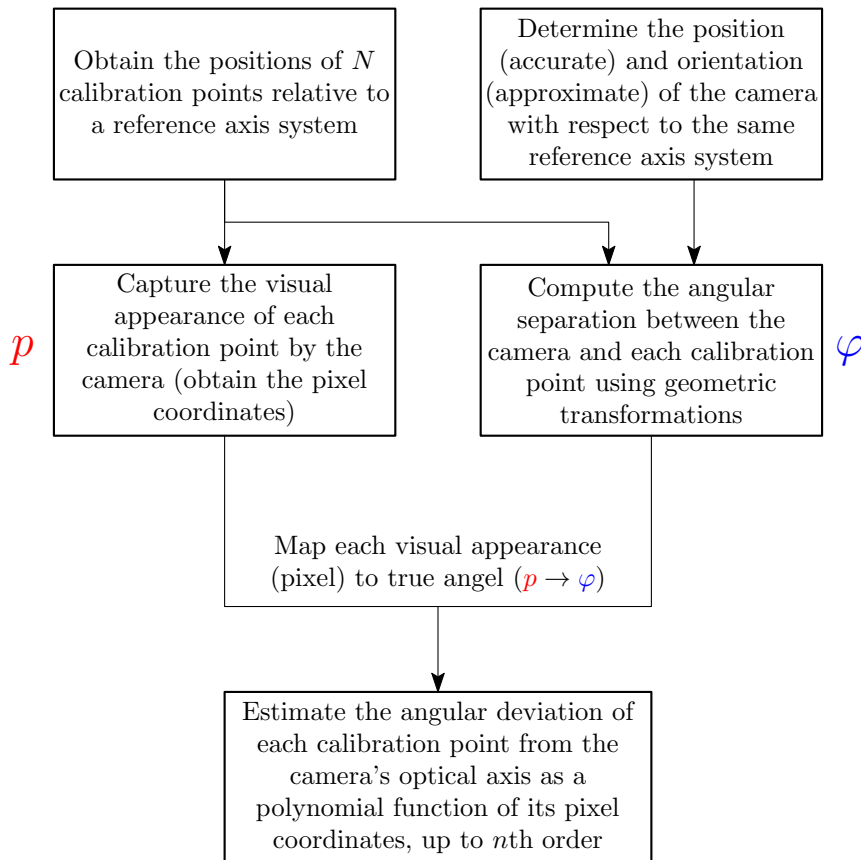 Obtain the positions of N
calibration points relative to
a reference axis system
Determine the position
(accurate) and orientation
(approximate) of the camera
with respect to the same
reference axis system
p
Capture the visual
appearance of each
calibration point by the
camera (obtain the pixel
coordinates)
Compute the angular
separation between the
camera and each calibration
point using geometric
transformations
φ
Map each visual appearance
(pixel) to true angel (p → φ)
Estimate the angular deviation of
each calibration point from the
camera's optical axis as a
polynomial function of its pixel
coordinates, up to nth order